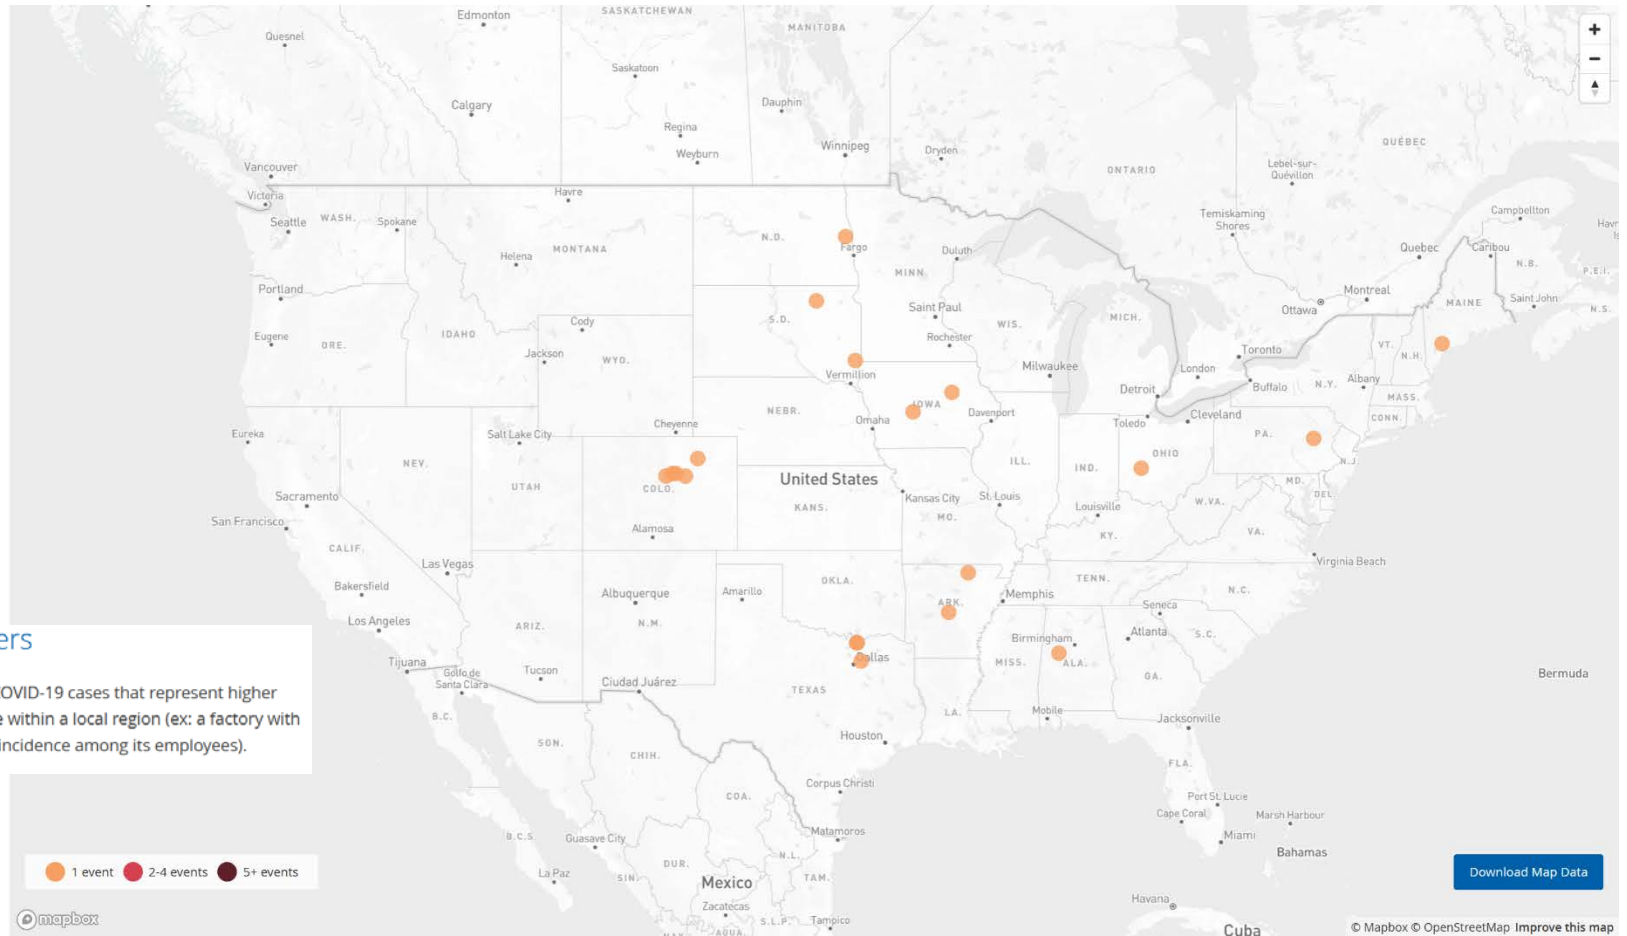 Edmonton
SASKATCHEWAN
MANITOBA
Quesnel
Saskatoon
Calgary
Dauphin
Regina
Weyburn
Winnipeg
Dryden
ONTARIO
QUÉBEC
Lebel-sur-
Quévillon
Vancouver
Victoria
Seattle
WASH.
Spokane
Havre
Temiskaming
Shores
Campbellton
MONTANA
Helena
N.D.
Fargo
Duluth
MINN
Quebec
Caribou
N.B.
P.E.I.
Portland
Montreal
Ottawa
MAINE
Saint John
N.S.
Eugene
ORE.
IDAHO
Cody
Jackson
WYO.
S.D.
Saint Paul
Rochester
WIS.
MICH.
Toronto
VT.
N.H.
Vermillion
Milwaukee
London
Detroit
Buffalo
N.Y.
Albany
MASS.
CONN.
Eureka
Salt Lake City
Cheyenne
NEBR.
Omaha
IOWA
Davenport
Toledo
Cleveland
PA.
N.J.
NEV.
UTAH
COLO.
United States
ILL.
IND.
OHIO
MD.
DEL
Sacramento
San Francisco
KANS.
Kansas City
St. Louis
MO.
Louisville
W.VA.
VA.
KY.
Alamosa
CALIF.
Las Vegas
Virginia Beach
Bakersfield
Albuquerque
Amarillo
OKLA.
ARK.
Memphis
TENN.
N.C.
Los Angeles
ARIZ.
N.M.
Seneca
Birmingham
Atlanta
S.C.
Tijuana
Golfo de
Santa Clara
Tucson
Ciudad Juárez
Dallas
TEXAS
MISS.
ALA.
GA.
Bermuda
ers
OVID-19 cases that represent higher
e within a local region (ex: a factory with
incidence among its employees).
B.C.
SON.
CHIH.
Houston
LA.
Mobile
Jacksonville
FLA.
COA.
Corpus Christi
Port St. Lucie
Cape Coral
Marsh Harbour
Miami
Bahamas
B.C.S.
Guasave City
Matamoros
La Paz
SIN.
DUR.
N.L.
TAM.
Mexico
Zacatecas
S.L.P.
Tampico
AGUA.
Havana
Cuba
1 event
2-4 events
5+ events
Download Map Data
mapbox
© Mapbox © OpenStreetMap Improve this map